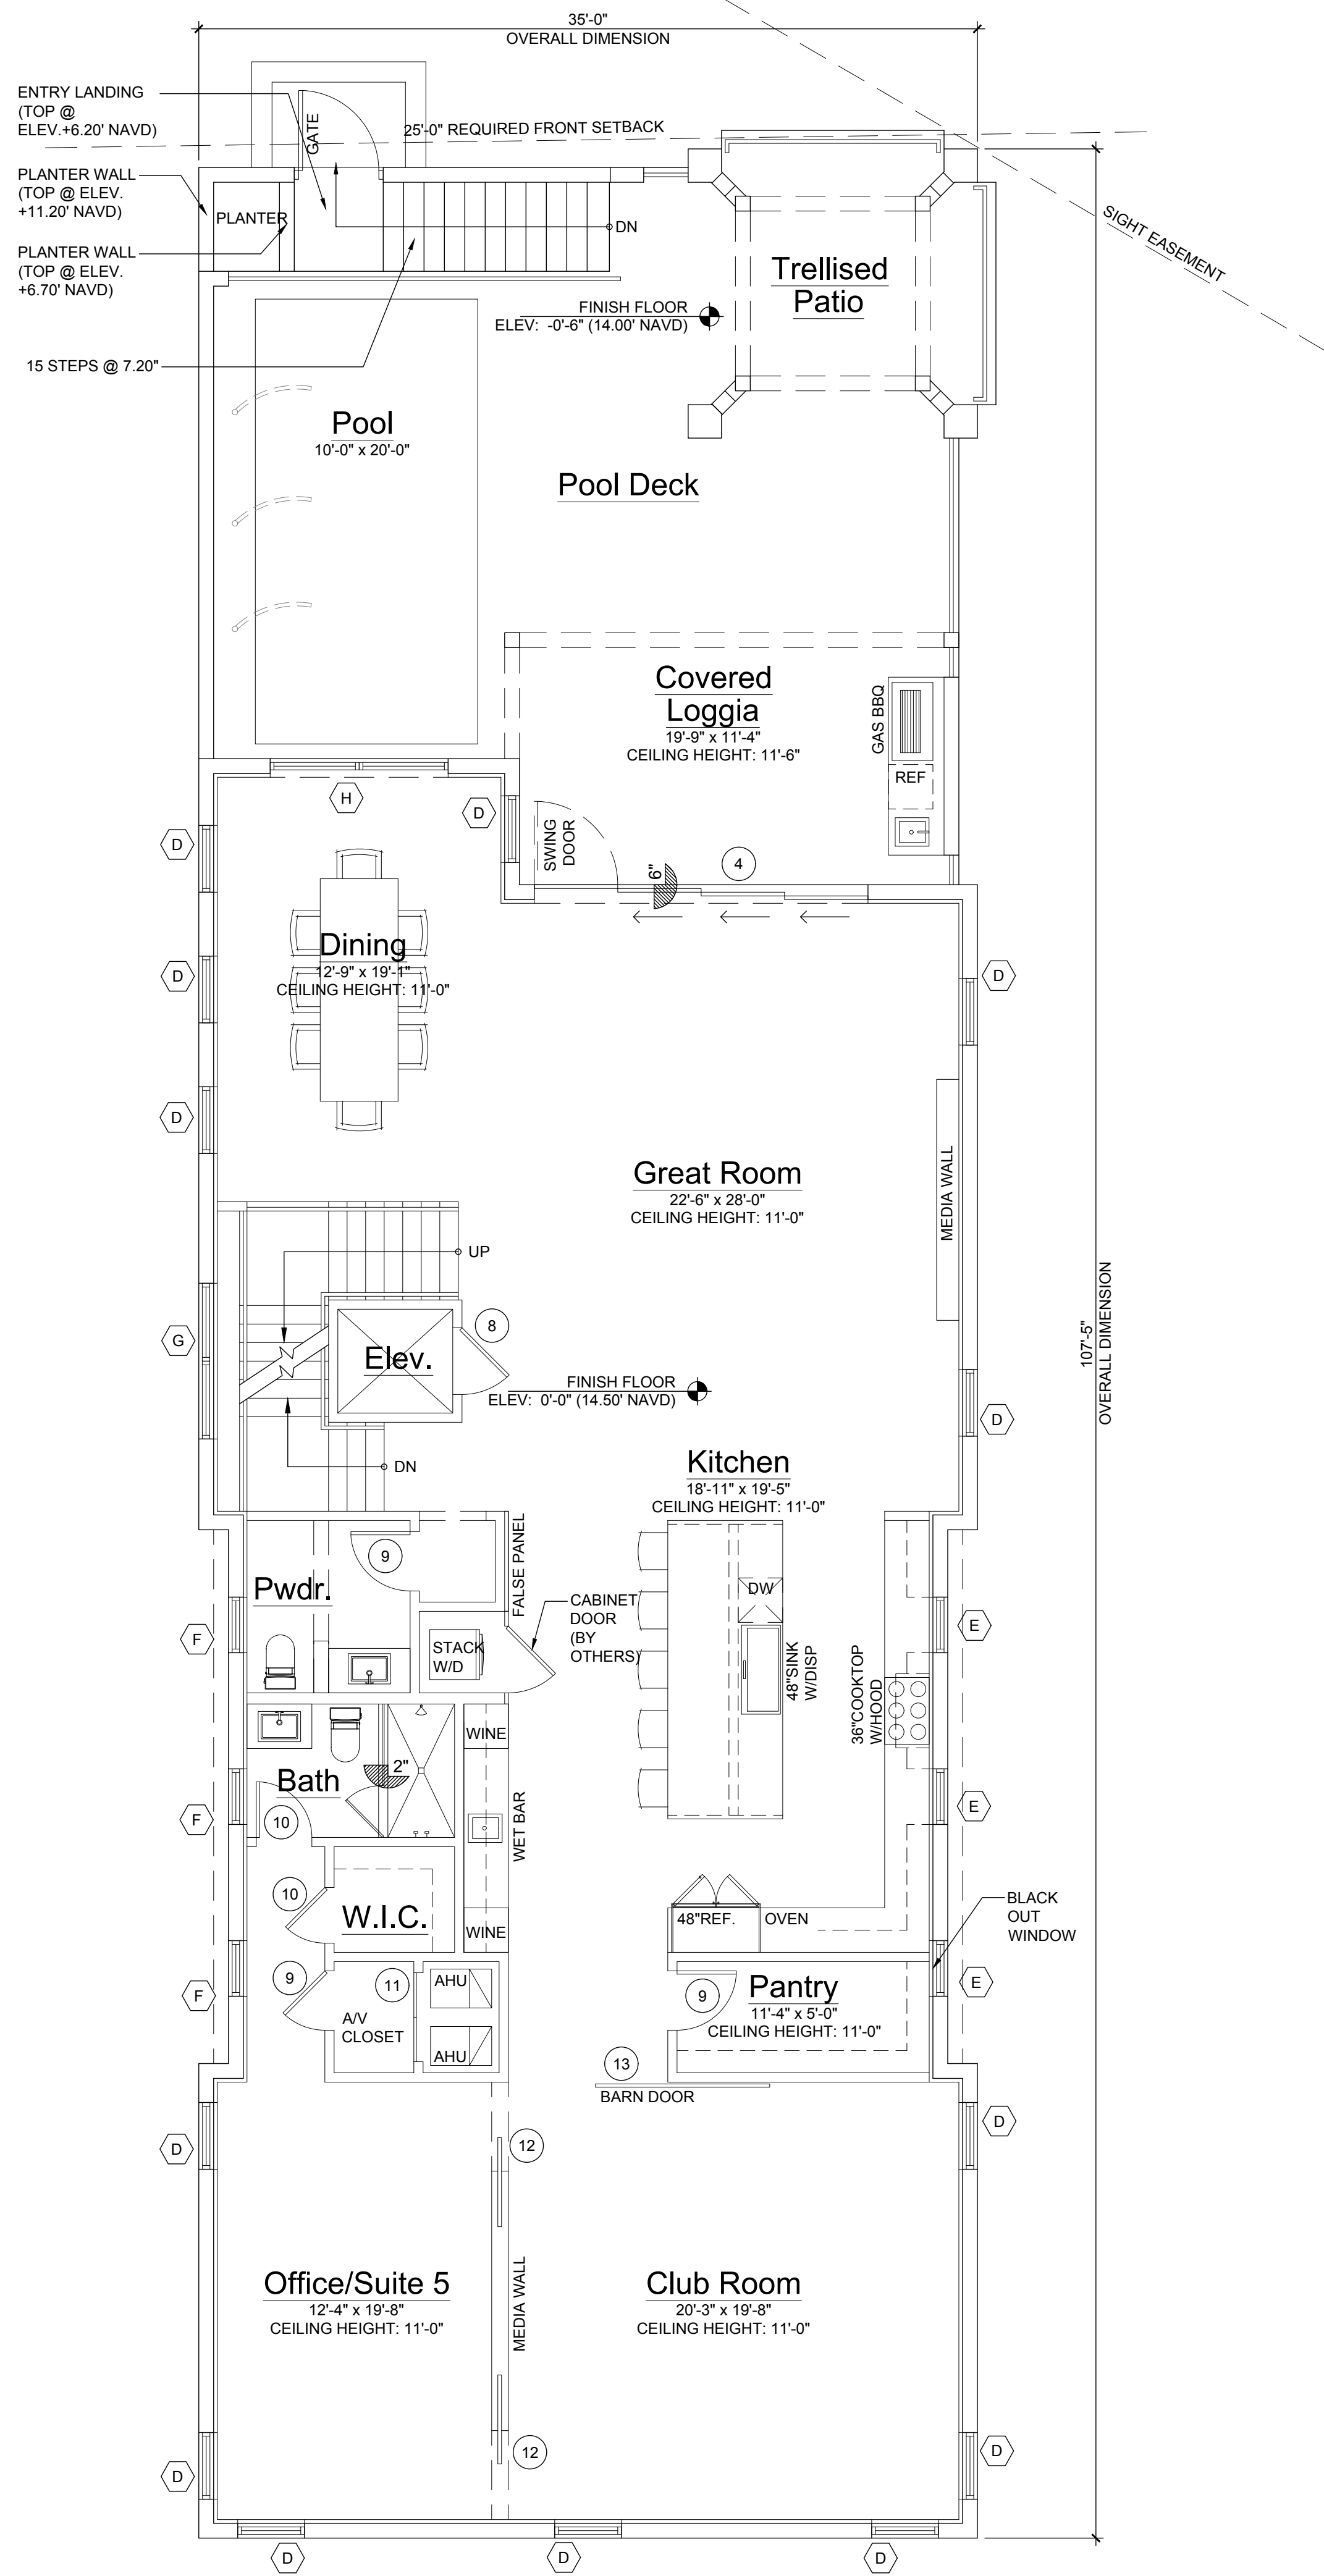 35'-0"
OVERALL DIMENSION
ENTRY LANDING
(TOP @
ELEV.+6.20' NAVD)
GATE
25'-0" REQUIRED FRONT SETBACK
PLANTER WALL
(TOP @ ELEV.
+11.20' NAVD)
PLANTER
DN
SIGHT EASEMENT
PLANTER WALL
(TOP @ ELEV.
+6.70' NAVD)
Trellised
Patio
FINISH FLOOR
ELEV: -0'-6" (14.00' NAVD)
15 STEPS @ 7.20"
Pool
10'-0" x 20'-0"
Pool Deck
Covered
Loggia
19'-9" x 11'-4"
CEILING HEIGHT: 11'-6"
GAS BBQ
REF
H
D
D
SWING
DOOR
6"
4
Dining
12'-9" x 19'-1"
CEILING HEIGHT: 11'-0"
D
D
D
Great Room
22'-6" x 28'-0"
CEILING HEIGHT: 11'-0"
MEDIA WALL
UP
G
8
Elev.
107'-5"
OVERALL DIMENSION
FINISH FLOOR
ELEV: 0'-0" (14.50' NAVD)
D
DN
Kitchen
18'-11" x 19'-5"
CEILING HEIGHT: 11'-0"
9
FALSE PANEL
Pwdr.
DW
CABINET
DOOR
(BY
OTHERS)
F
E
STACK
W/D
48"SINK
W/DISP
36"COOKTOP
W/HOOD
WINE
2"
Bath
WET BAR
F
10
E
10
W.I.C.
WINE
48"REF.
OVEN
BLACK
OUT
WINDOW
9
11
AHU
F
9
Pantry
11'-4" x 5'-0"
CEILING HEIGHT: 11'-0"
E
A/V
CLOSET
AHU
13
BARN DOOR
D
12
D
Office/Suite 5
12'-4" x 19'-8"
CEILING HEIGHT: 11'-0"
MEDIA WALL
Club Room
20'-3" x 19'-8"
CEILING HEIGHT: 11'-0"
D
12
D
D
D
D